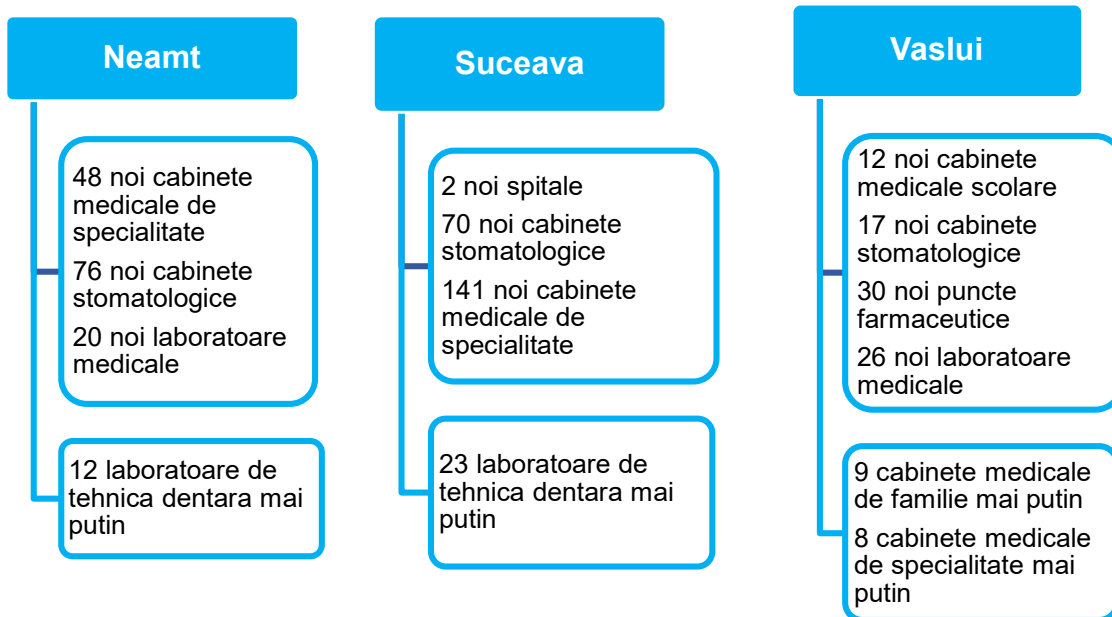 Neamt
48 noi cabinete
medicale de
specialitate
76 noi cabinete
stomatologice
20 noi laboratoare
medicale
12 laboratoare de
tehnica dentara mai
putin
Suceava
2 noi spitale
70 noi cabinete
stomatologice
141 noi cabinete
medicale de
specialitate
23 laboratoare de
tehnica dentara mai
putin
Vaslui
12 noi cabinete
medicale scolare
17 noi cabinete
stomatologice
30 noi puncte
farmaceutice
26 noi laboratoare
medicale
9 cabinete medicale
de familie mai putin
8 cabinete medicale
de specialitate mai
putin